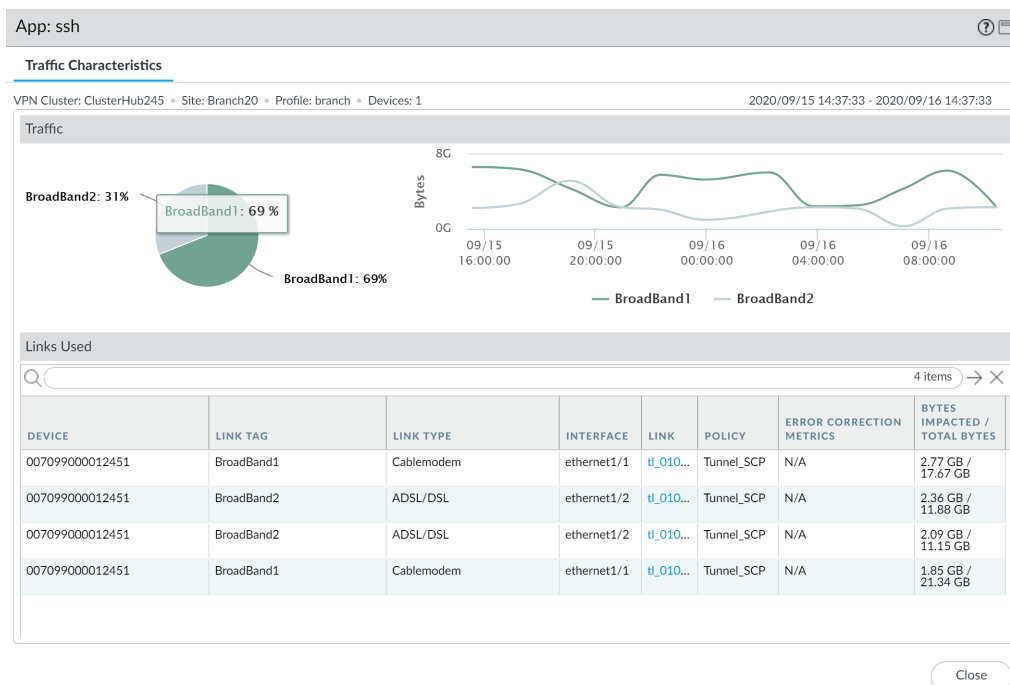 App: ssh
Traffic Characteristics
VPN Cluster: ClusterHub245 • Site: Branch20 • Profile: branch • Devices: 1
2020/09/15 14:37:33 - 2020/09/16 14:37:33
Traffic
BroadBand2: 31%
BroadBand1: 69 %
BroadBand1: 69%
8G
Bytes
0G
09/15 16:00:00
09/15 20:00:00
09/16 00:00:00
09/16 04:00:00
09/16 08:00:00
BroadBand1 BroadBand2
Links Used
4 items
DEVICE LINK TAG LINK TYPE INTERFACE LINK POLICY ERROR CORRECTION METRICS BYTES IMPACTED / TOTAL BYTES
007099000012451 BroadBand1 Cablemodem ethernet1/1 tl_010... Tunnel_SCP N/A 2.77 GB / 17.67 GB
007099000012451 BroadBand2 ADSL/DSL ethernet1/2 tl_010... Tunnel_SCP N/A 2.36 GB / 11.88 GB
007099000012451 BroadBand2 ADSL/DSL ethernet1/2 tl_010... Tunnel_SCP N/A 2.09 GB / 11.15 GB
007099000012451 BroadBand1 Cablemodem ethernet1/1 tl_010... Tunnel_SCP N/A 1.85 GB / 21.34 GB
Close